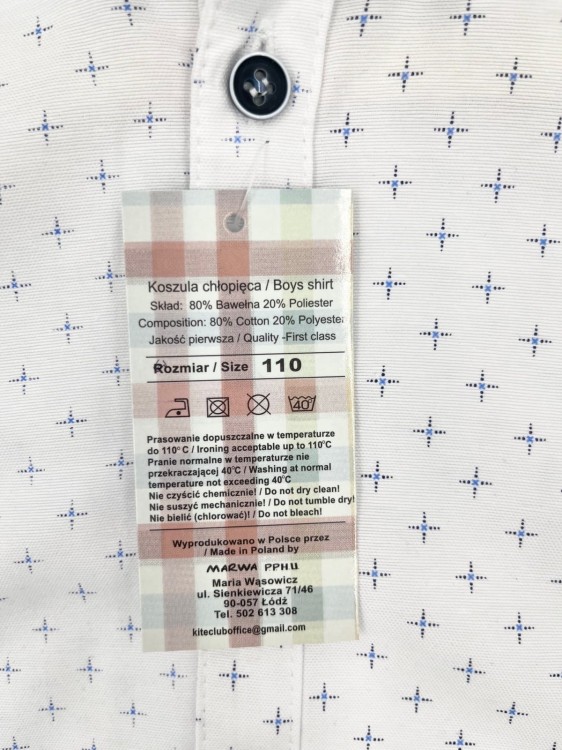 Koszula chłopięca / Boys shirt
Skład: 80% Bawełna 20% Poliester
Composition: 80% Cotton 20% Polyester
Jakość pierwsza / Quality -First class
Rozmiar / Size 110
40°
Prasowanie dopuszczalne w temperaturze
do 110°C / Ironing acceptable up to 110°C
Pranie normalne w temperaturze nie
przekraczającej 40°C / Washing at normal
temperature not exceeding 40°C
Nie czyścić chemicznie! / Do not dry clean!
Nie suszyć mechanicznie! / Do not tumble dry!
Nie bielić (chlorować)! / Do not bleach!
Wyprodukowano w Polsce przez
/ Made in Poland by
MARWA PPHU
Maria Wąsowicz
ul. Sienkiewicza 71/46
90-057 Łódź
Tel. 502 613 308
kitecluboffice@gmail.com